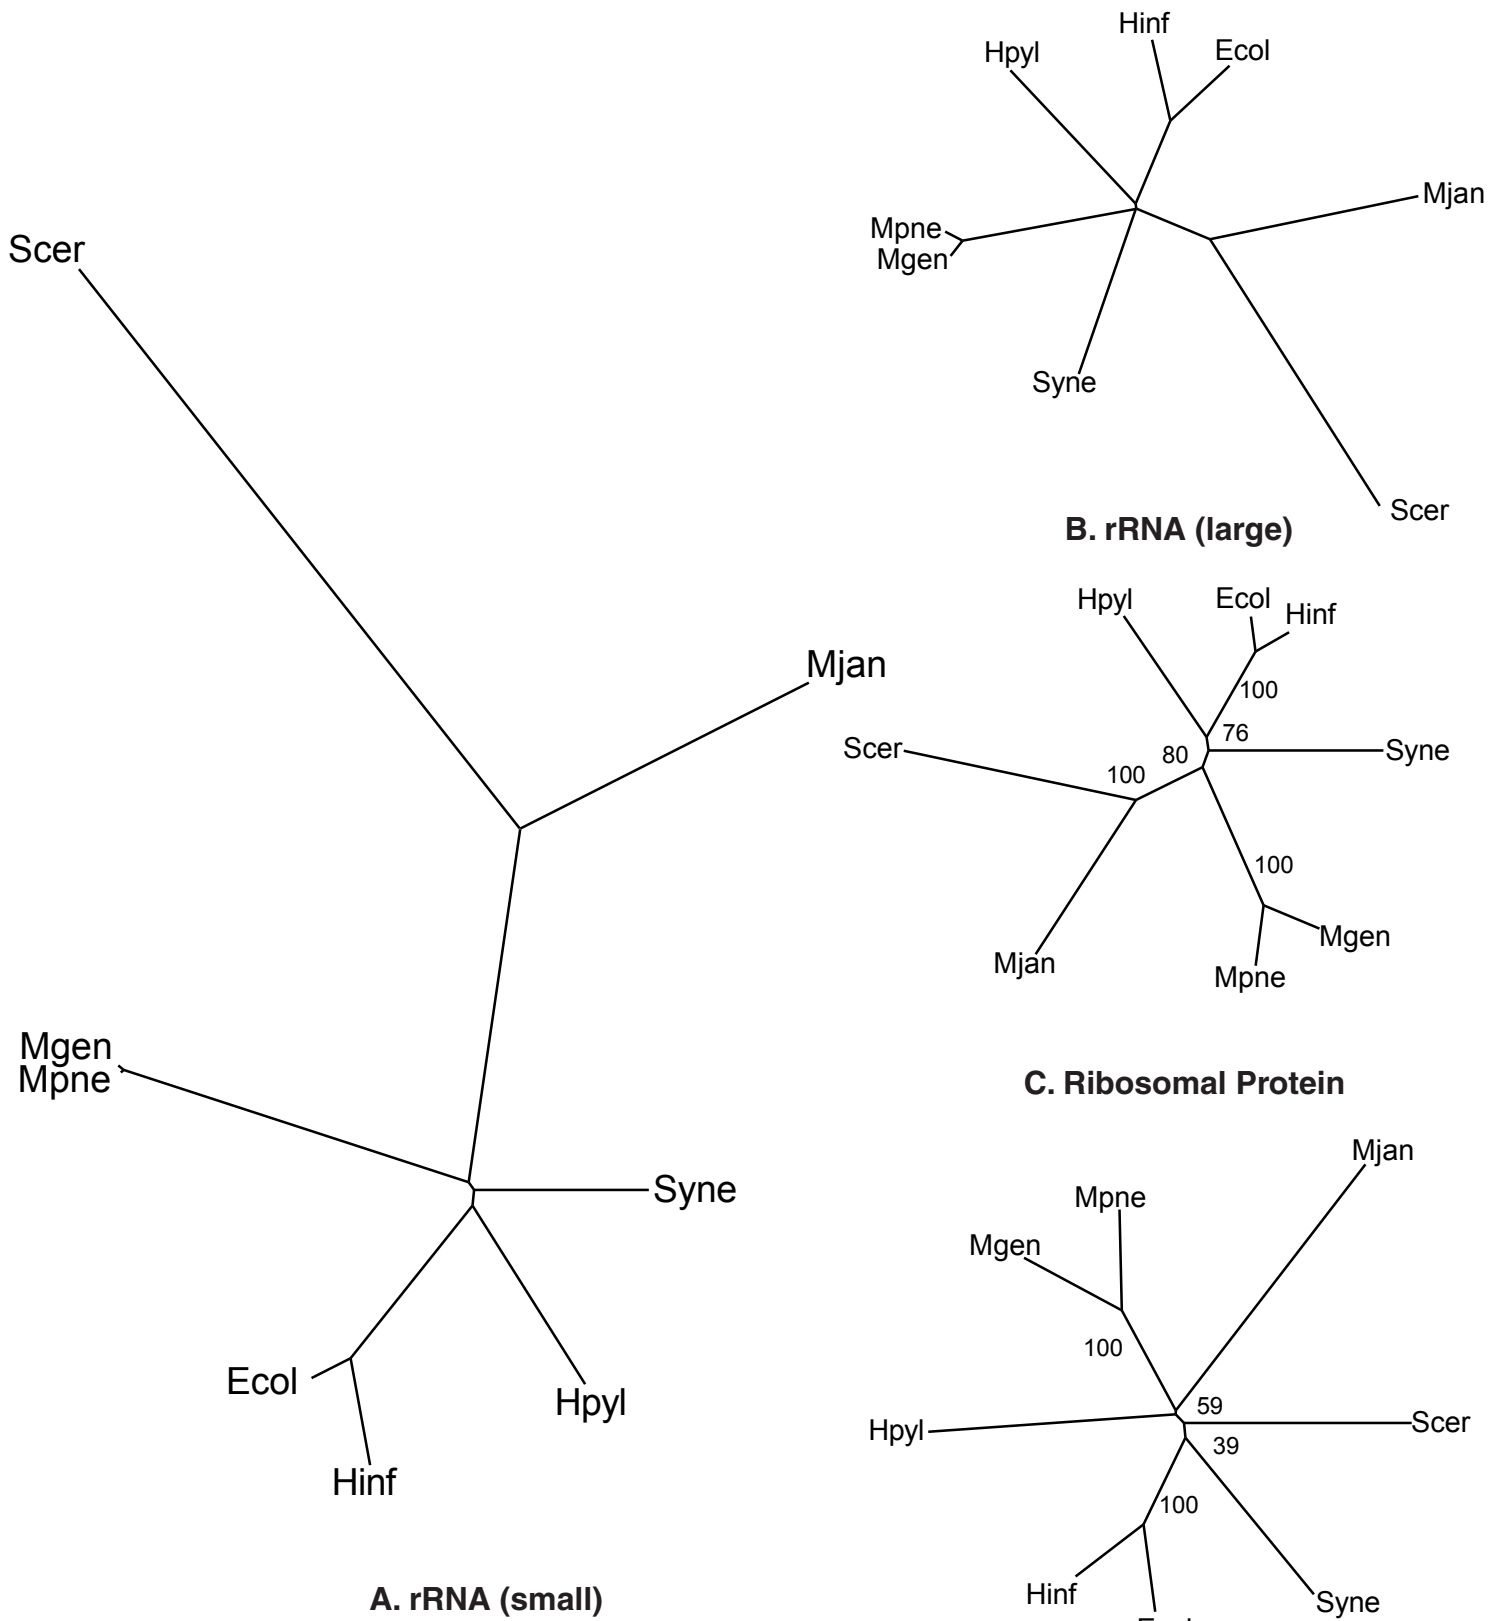 Scer
Mjan
Mgen
Mpne
Syne
Ecol
Hpyl
Hinf
A. rRNA (small)
Hinf
Hpyl
Ecol
Mjan
Mpne
Mgen
Syne
Scer
B. rRNA (large)
Hpyl
Ecol
Hinf
100
76
Scer
80
Syne
100
100
Mgen
Mjan
Mpne
C. Ribosomal Protein
Mjan
Mpne
Mgen
100
59
Hpyl
Scer
39
100
Hinf
Syne